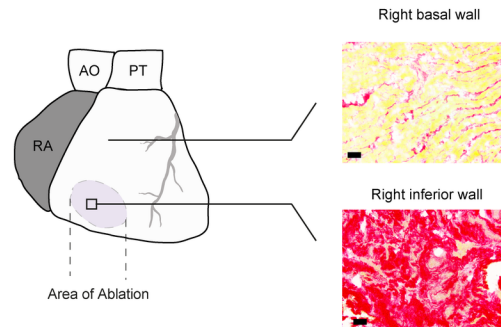 Right basal wall
AO
PT
RA
Right inferior wall
Area of Ablation